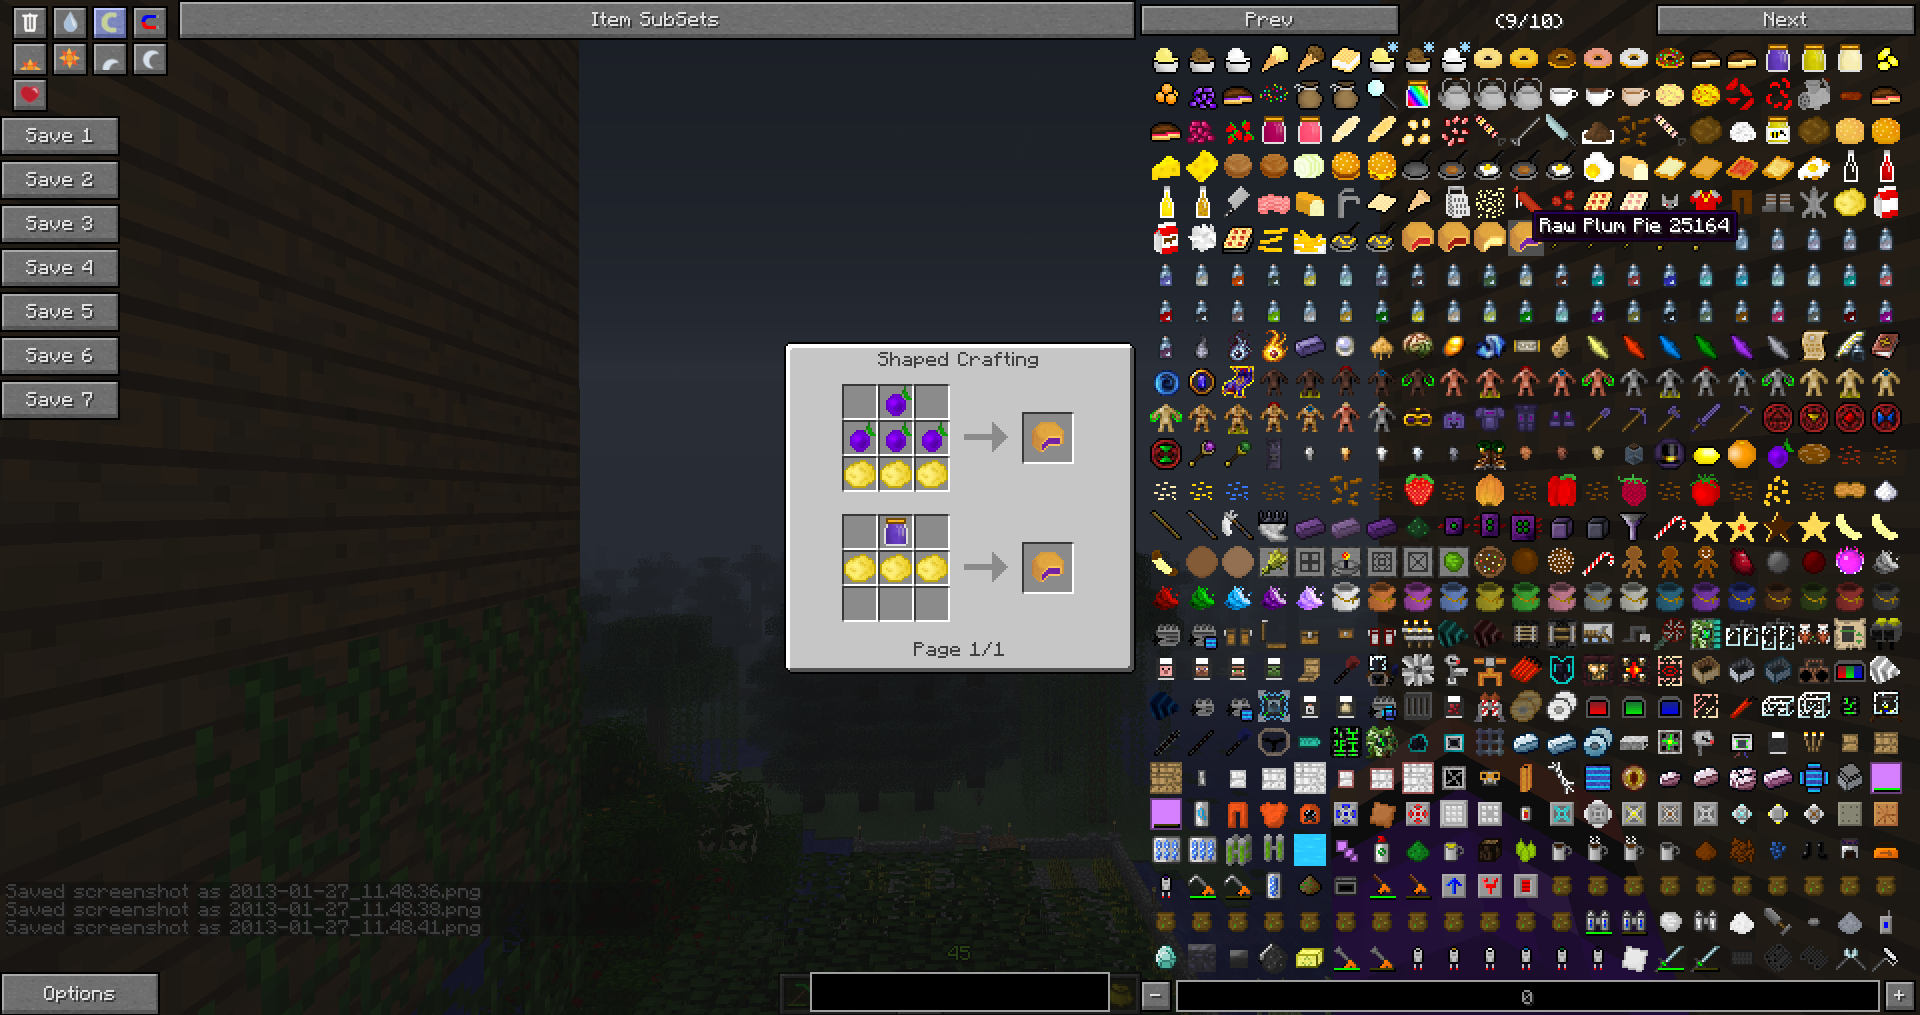 Item SubSets
Prev
(9/10)
Next
Save 1
Save 2
Save 3
Save 4
Save 5
Save 6
Save 7
Raw Plum Pie 25164
Shaped Crafting
Page 1/1
Saved screenshot as 2013-01-27_11.48.36.png
Saved screenshot as 2013-01-27_11.48.38.png
Saved screenshot as 2013-01-27_11.48.41.png
45
Options
2
-
0
+